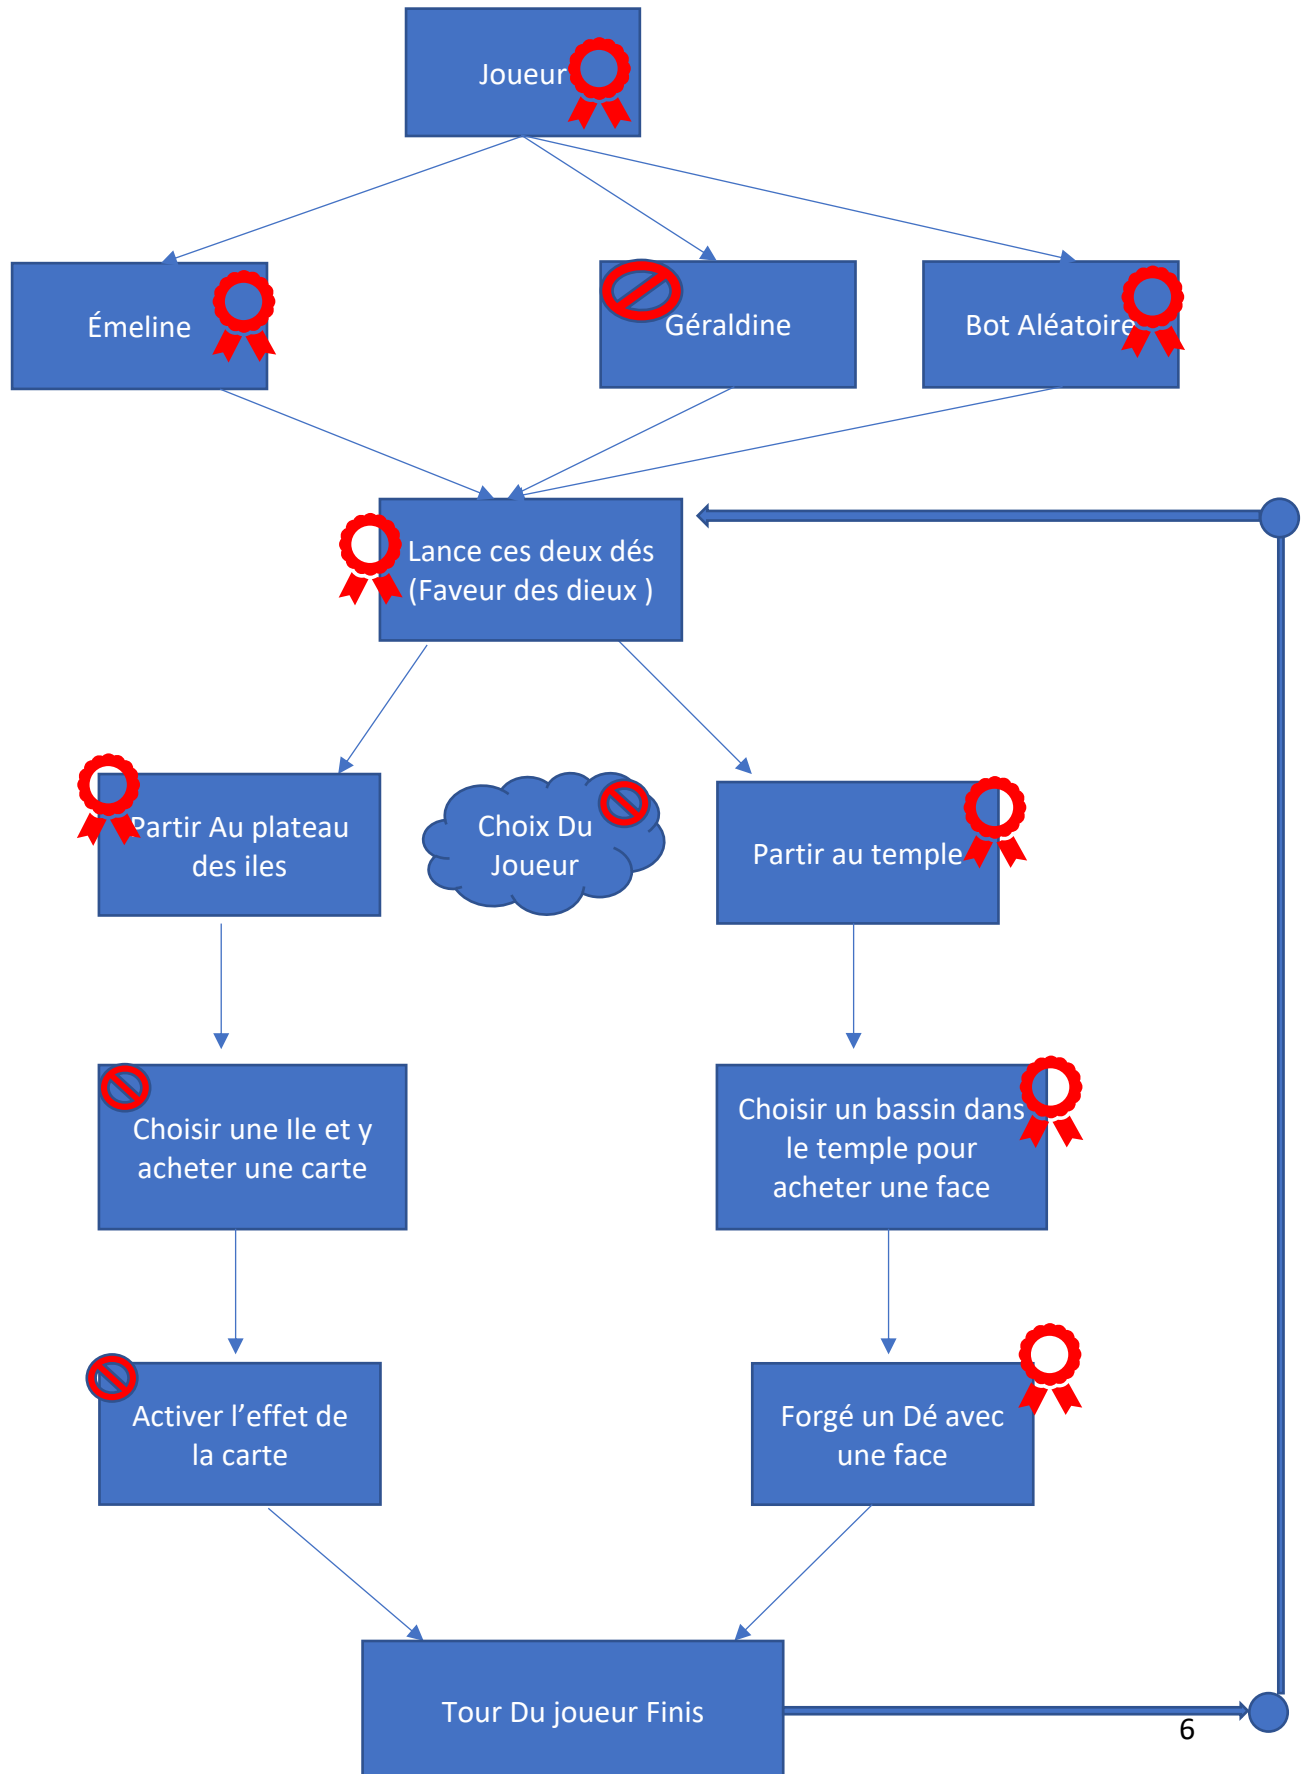 Joueur
Émeline
Géraldine
Bot Aléatoire
Lance ces deux dés
(Faveur des dieux )
Partir Au plateau
des iles
Choix Du
Joueur
Partir au temple
Choisir une Ile et y
acheter une carte
Choisir un bassin dans
le temple pour
acheter une face
Activer l’effet de
la carte
Forgé un Dé avec
une face
Tour Du joueur Finis
6